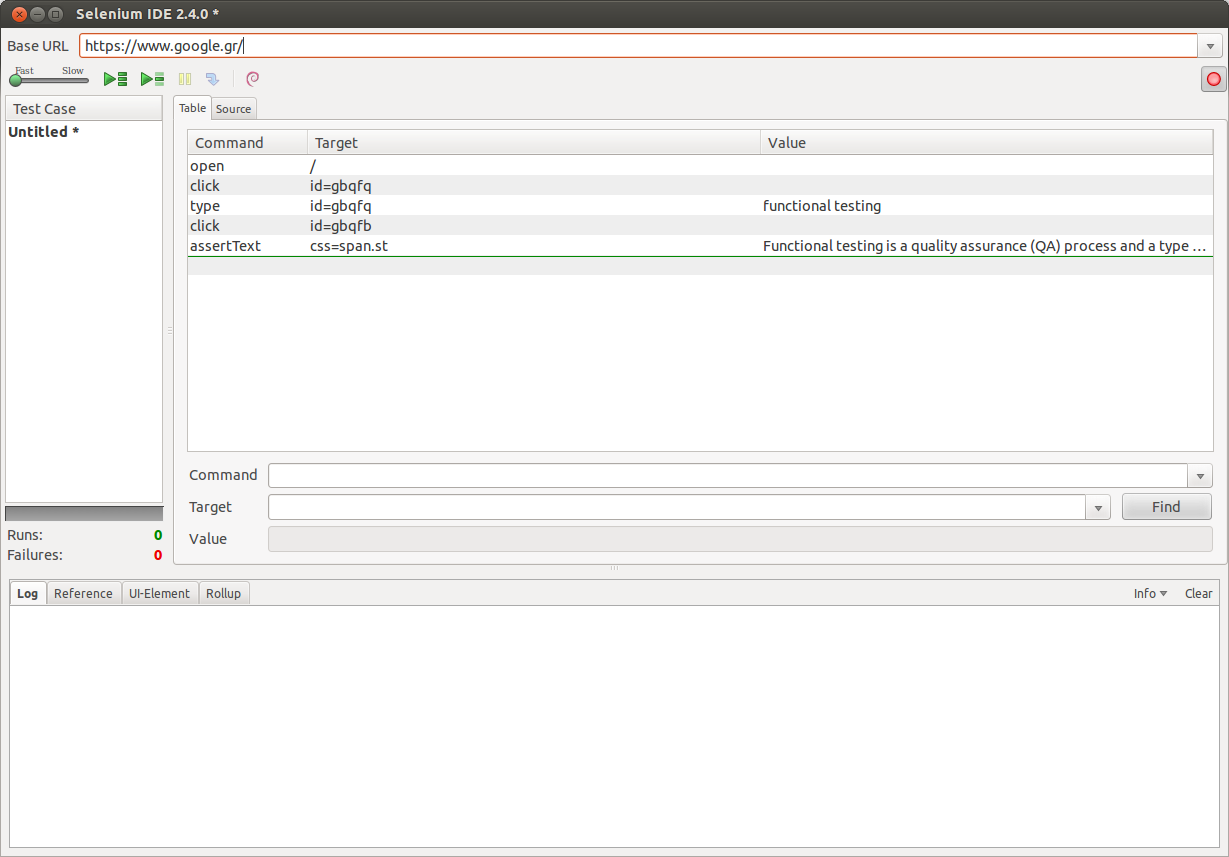 Selenium IDE 2.4.0 *
Base URL https://www.google.gr/
Fast Slow
Test Case
Untitled *
Table Source
Command Target Value
open /
click id=gbqfq
type id=gbqfq functional testing
click id=gbqfb
assertText css=span.st Functional testing is a quality assurance (QA) process and a type ...
Command
Target Find
Value
Runs: 0
Failures: 0
Log Reference UI-Element Rollup Info Clear